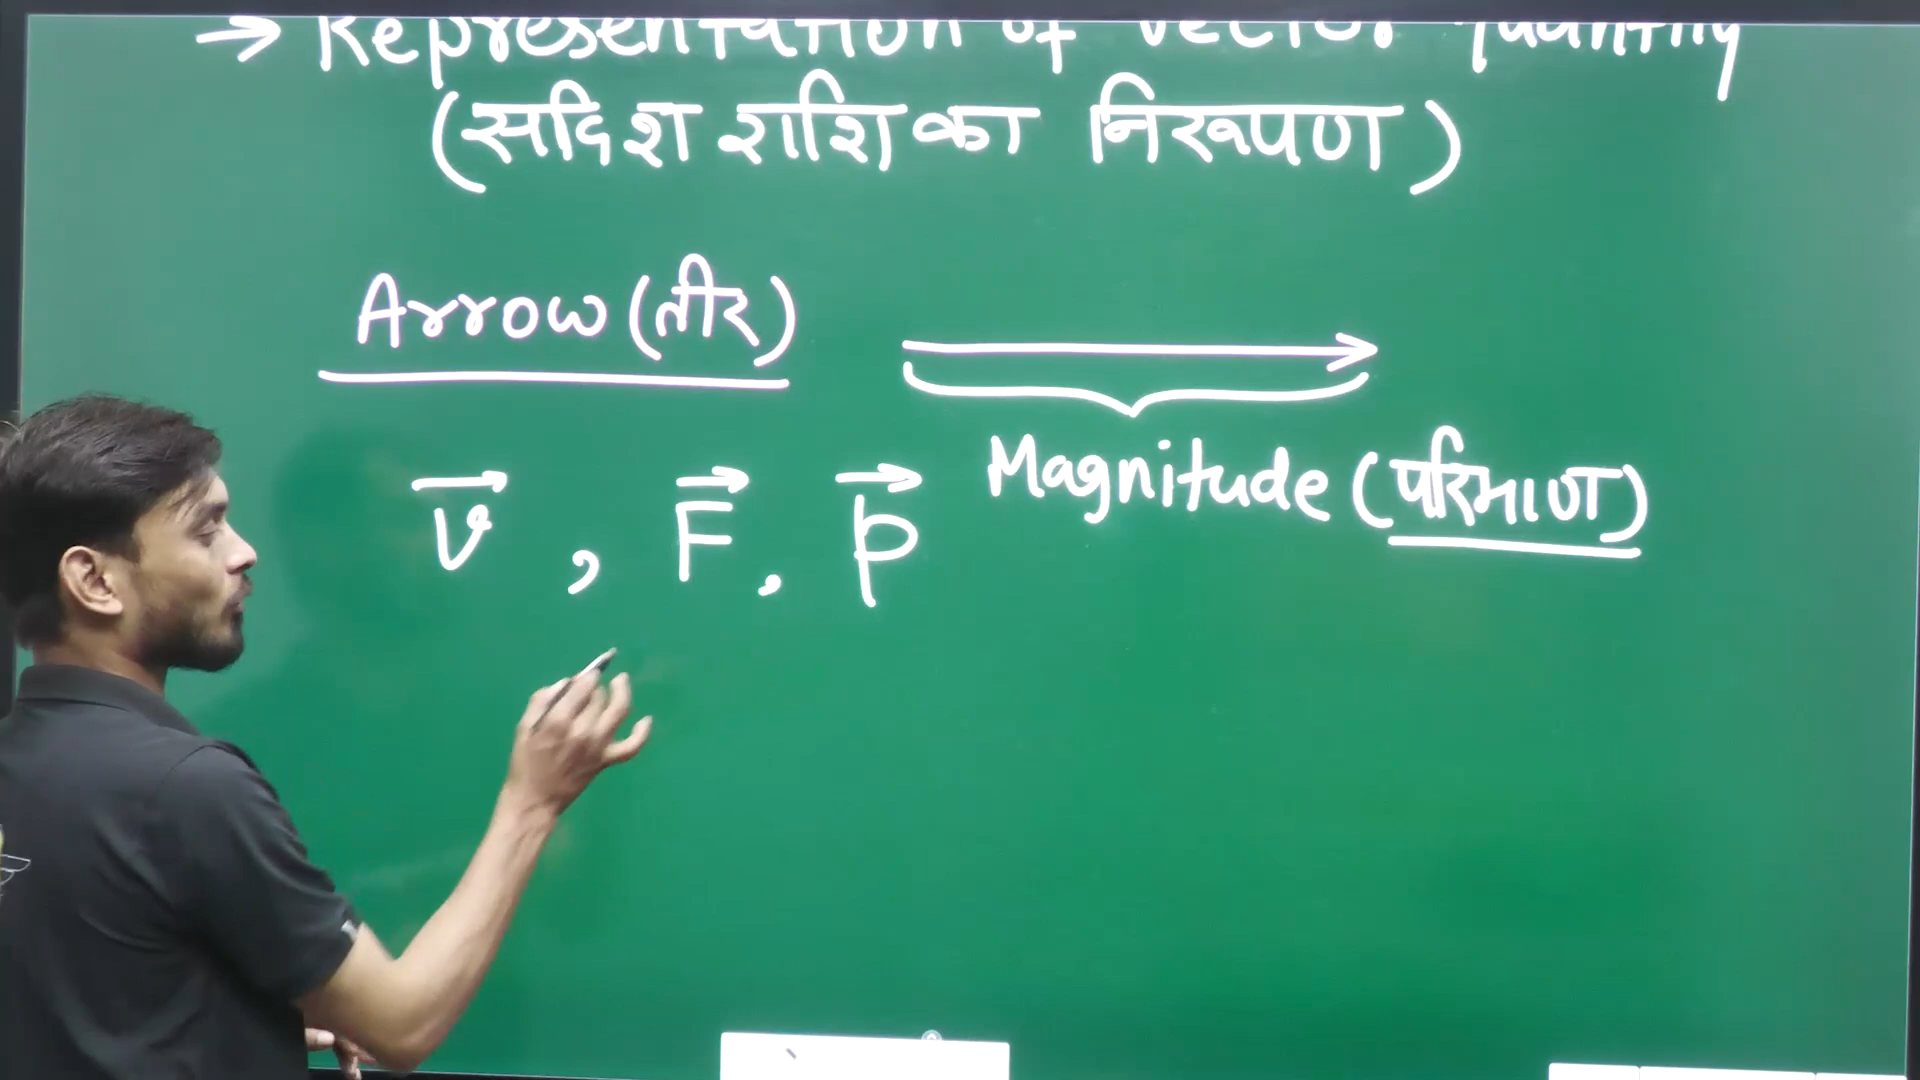 → Representation of vector quantity
(सदिश राशि का निरूपण)
Arrow (तीर)
Magnitude (परिमाण)
v⃗ , F⃗ , p⃗